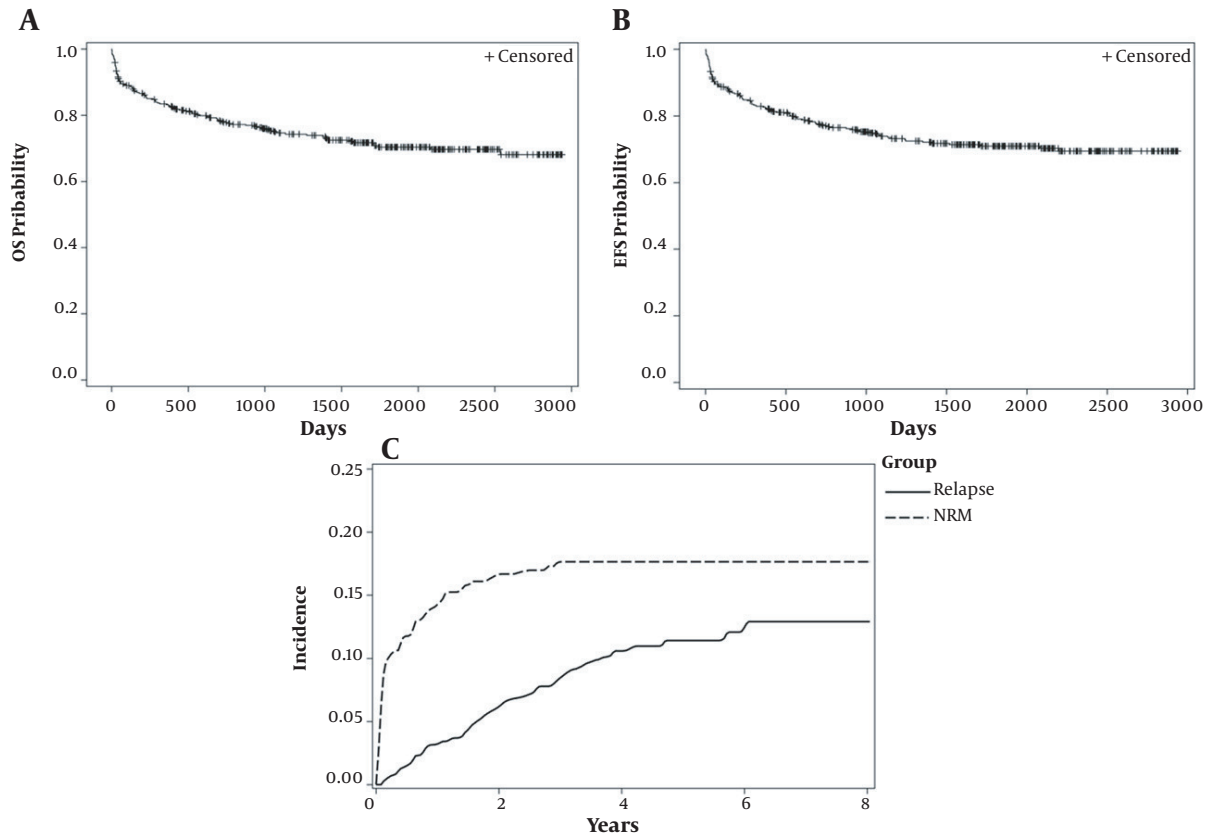 A
+ Censored
1.0
0.8
0.6
0.4
0.2
0.0
OS Pribability
0 500 1000 1500 2000 2500 3000
Days
B
+ Censored
1.0
0.8
0.6
0.4
0.2
0.0
EFS Pribability
0 500 1000 1500 2000 2500 3000
Days
C
0.25
0.20
0.15
0.10
0.05
0.00
Incidence
0 2 4 6 8
Years
Group
Relapse
NRM